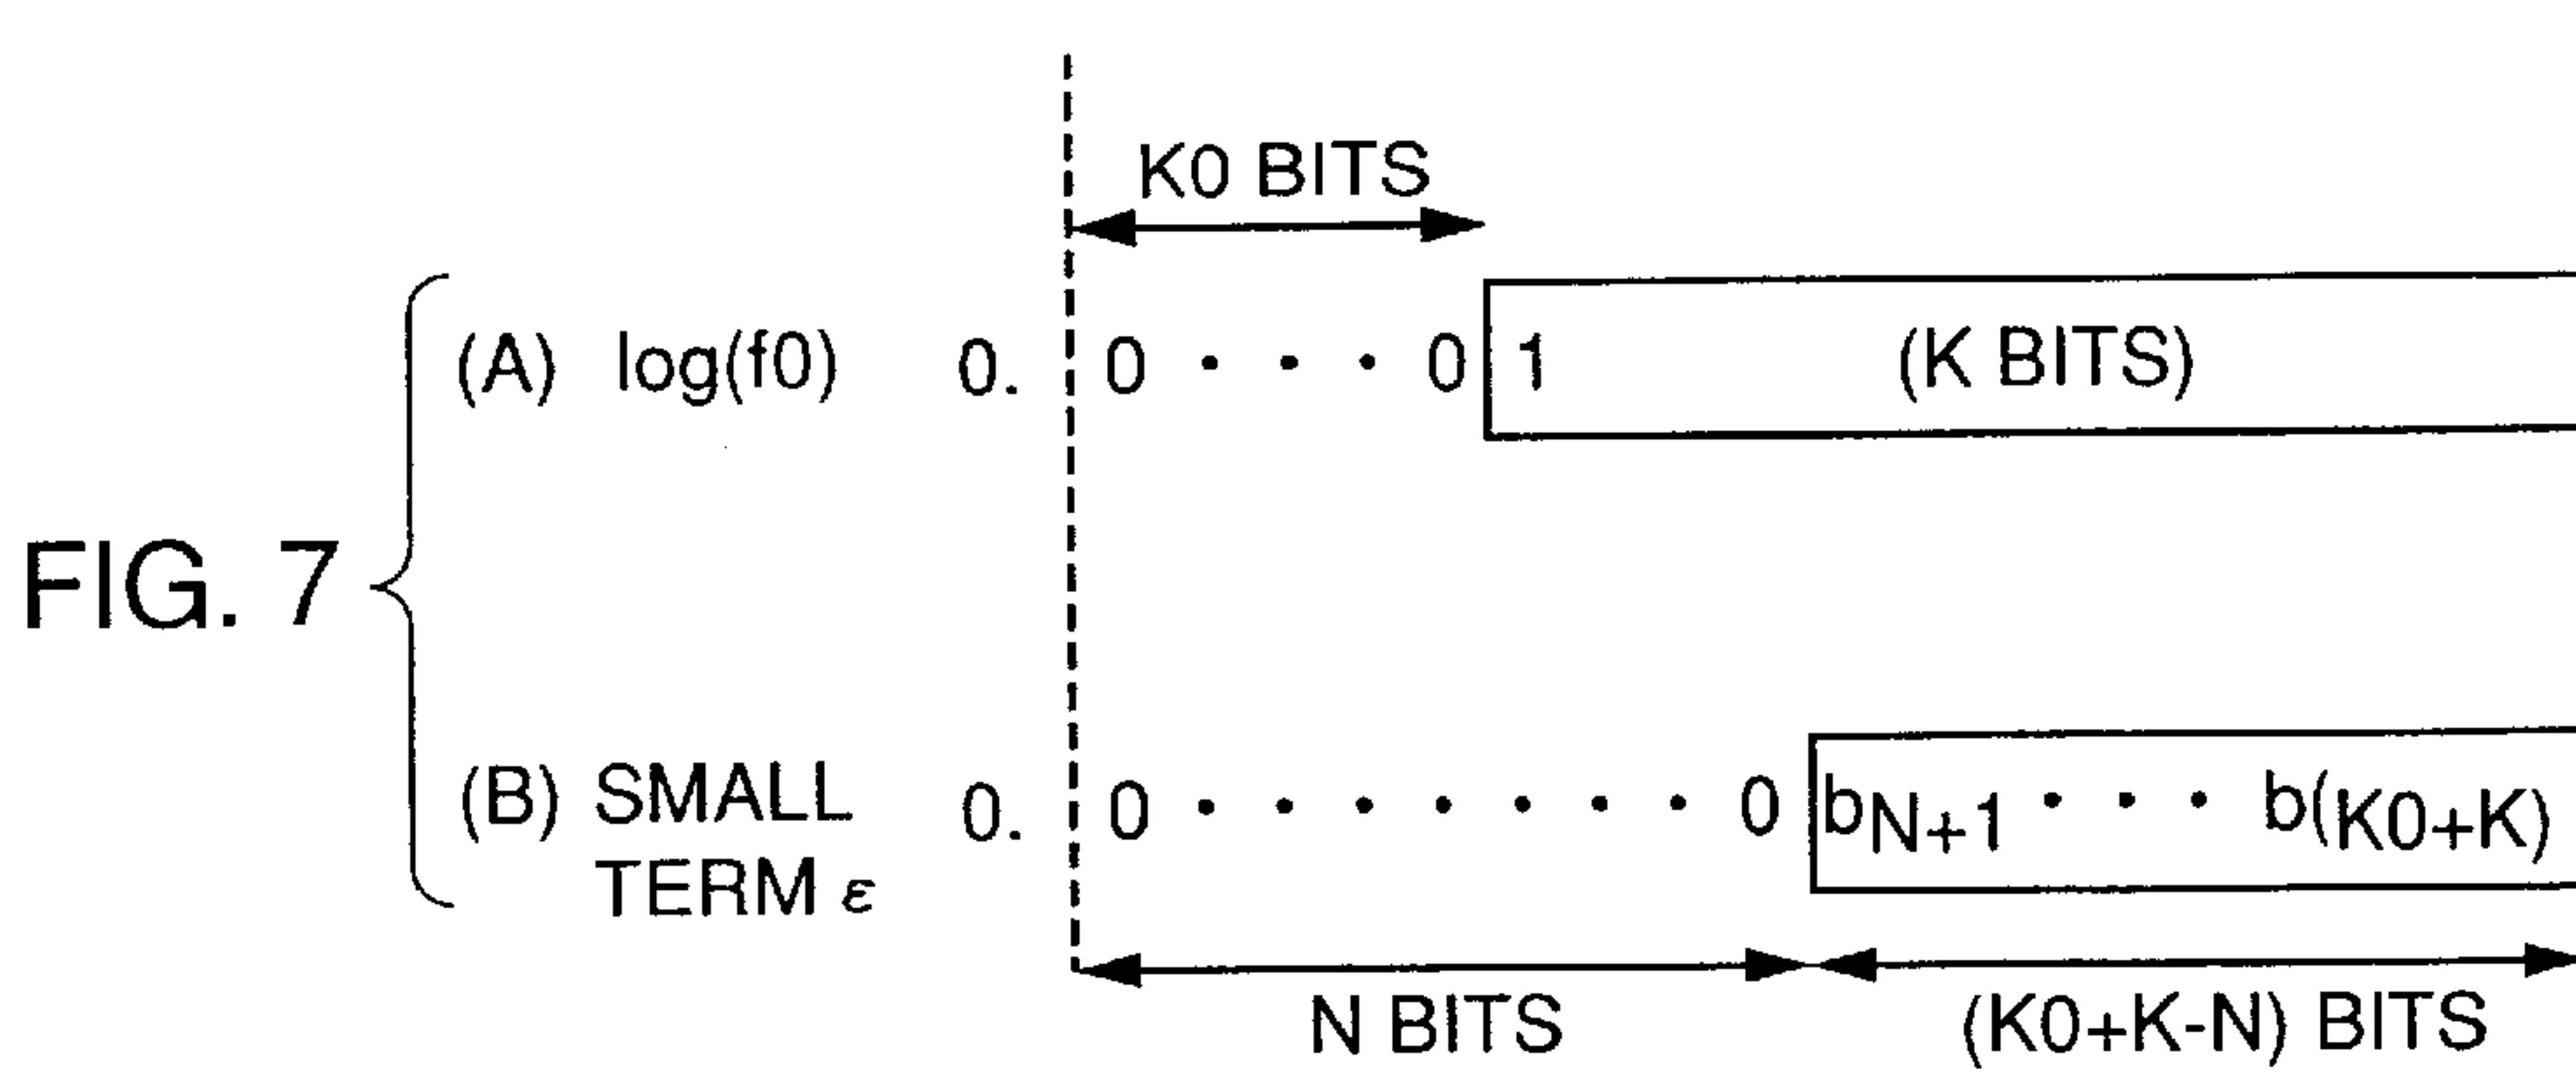 K0 BITS
(A) log(f0) 0. 0 · · · 0 1 (K BITS)
FIG. 7
(B) SMALL TERM ε 0. 0 · · · · · · · 0 bN+1 · · · b(K0+K)
N BITS (K0+K-N) BITS